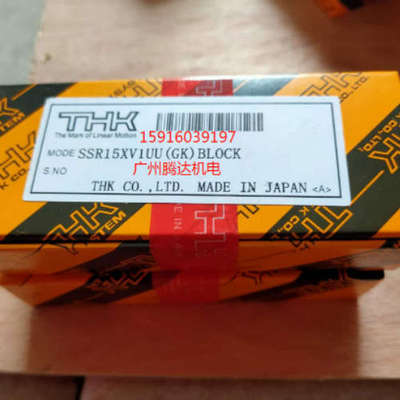 THK
The Mark of Linear Motion
15916039197
MODE SSR15XV1UU(GK)BLOCK
S.NO 广州腾达机电
THK CO.,LTD. MADE IN JAPAN <A>